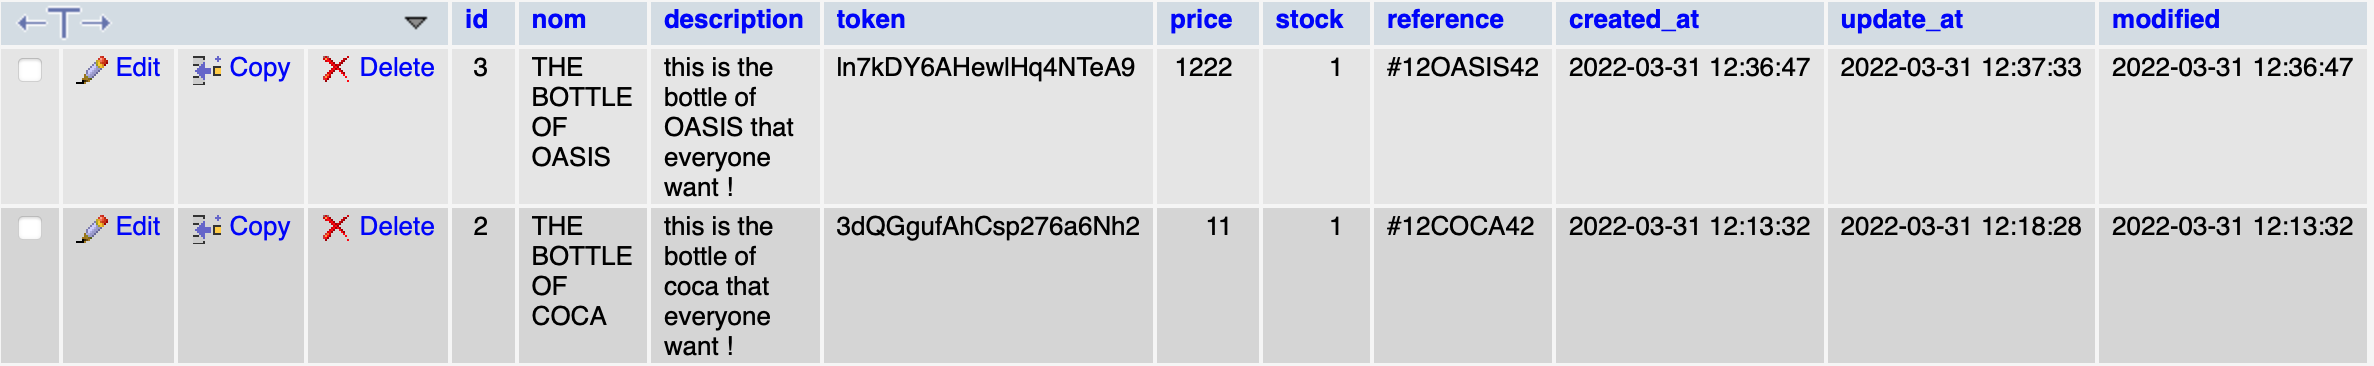 ←T→ id nom description token price stock reference created_at update_at modified
Edit Copy Delete 3 THE this is the ln7kDY6AHewlHq4NTeA9 1222 1 #12OASIS42 2022-03-31 12:36:47 2022-03-31 12:37:33 2022-03-31 12:36:47
BOTTLE bottle of
OF OASIS that
OASIS everyone
want !
Edit Copy Delete 2 THE this is the 3dQGgufAhCsp276a6Nh2 11 1 #12COCA42 2022-03-31 12:13:32 2022-03-31 12:18:28 2022-03-31 12:13:32
BOTTLE bottle of
OF coca that
COCA everyone
want !